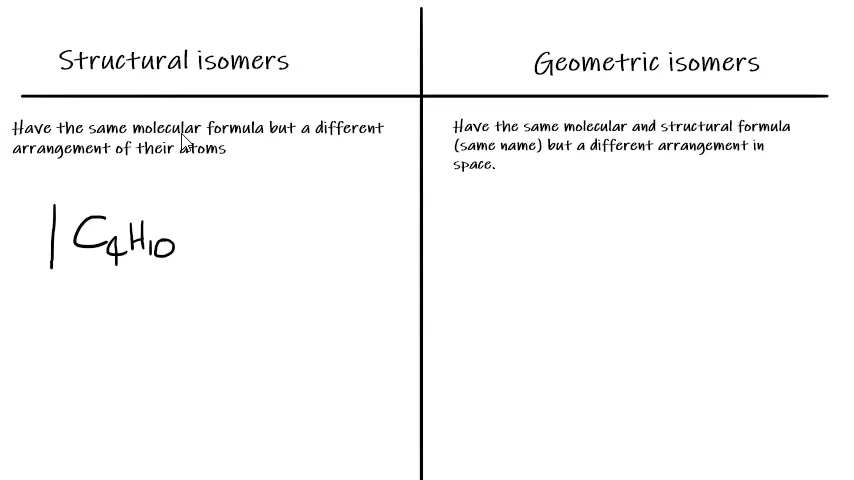 Structural isomers
Have the same molecular formula but a different
arrangement of their atoms
| C₄H₁₀
Geometric isomers
Have the same molecular and structural formula
(same name) but a different arrangement in
space.